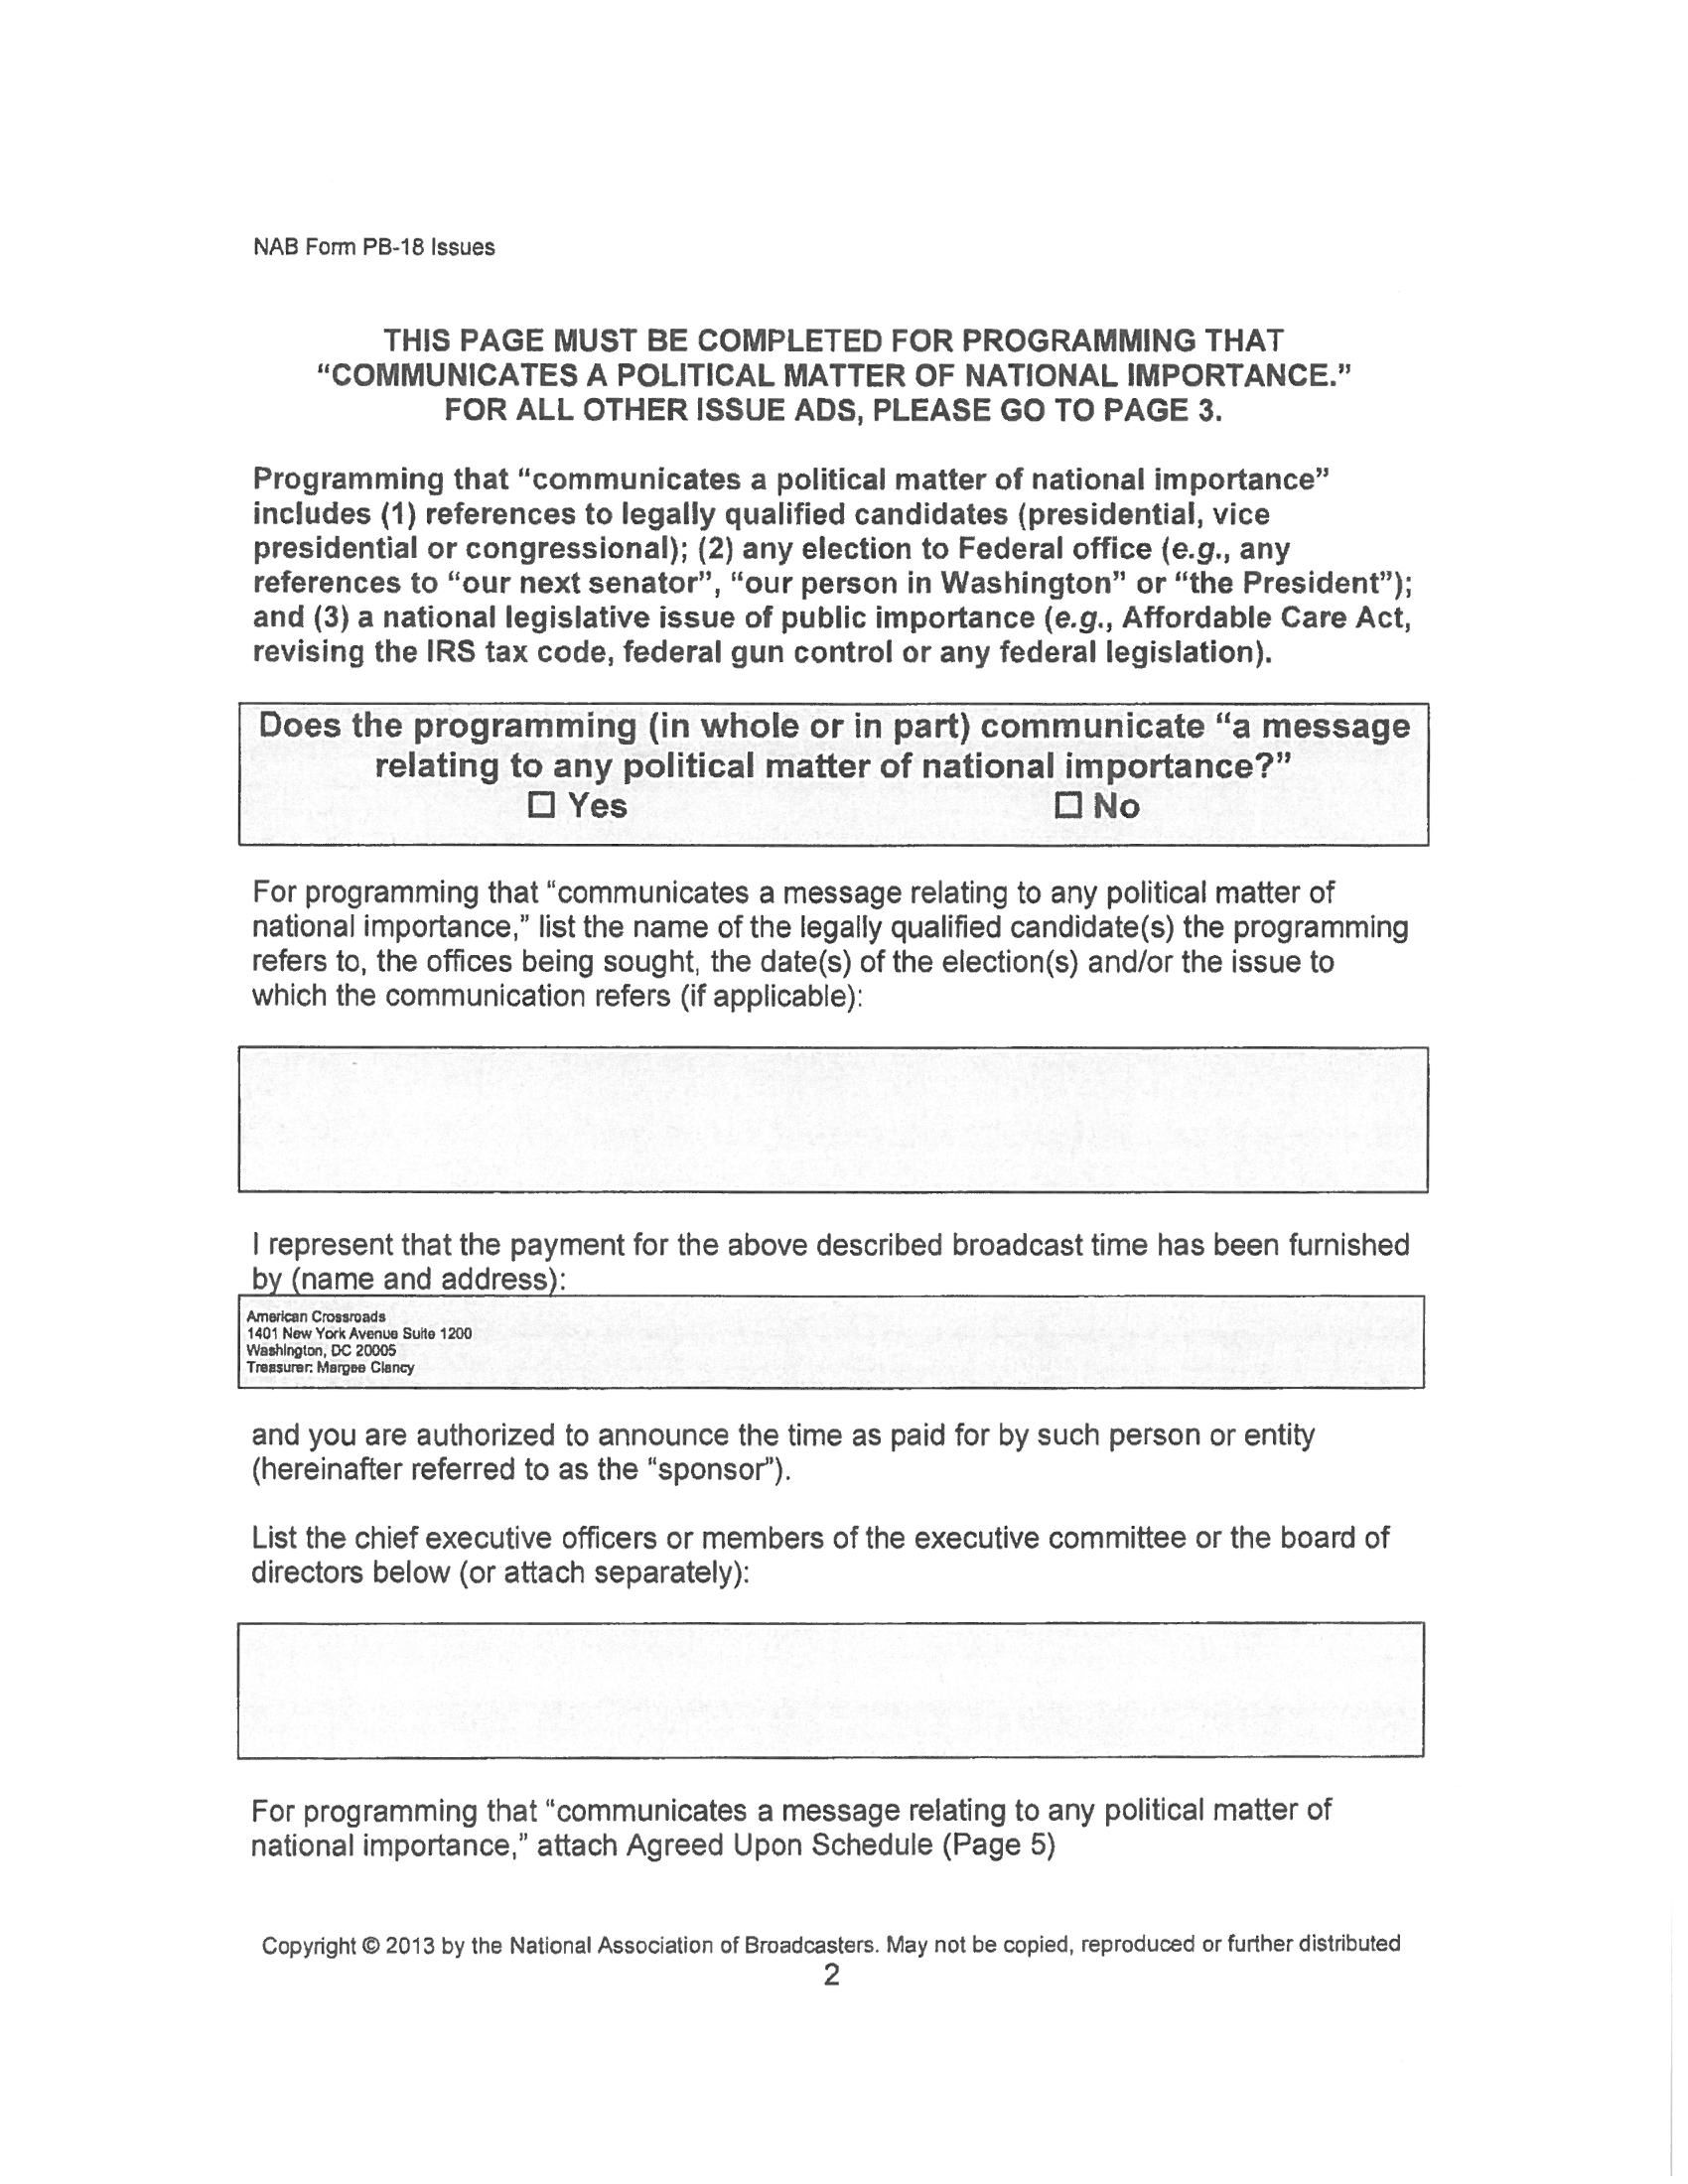 NAB Form PB-18 Issues
THIS PAGE MUST BE COMPLETED FOR PROGRAMMING THAT
“COMMUNICATES A POLITICAL MATTER OF NATIONAL IMPORTANCE.”
FOR ALL OTHER ISSUE ADS, PLEASE GO TO PAGE 3.
Programming that “communicates a political matter of national importance”
includes (1) references to legally qualified candidates (presidential, vice
presidential or congressional); (2) any election to Federal office (e.g., any
references to “our next senator”, “our person in Washington” or “the President”);
and (3) a national legislative issue of public importance (e.g., Affordable Care Act,
revising the IRS tax code, federal gun control or any federal legislation).
Does the programming (in whole or in part) communicate “a message
relating to any political matter of national importance?”
☐ Yes ☐ No
For programming that “communicates a message relating to any political matter of
national importance,” list the name of the legally qualified candidate(s) the programming
refers to, the offices being sought, the date(s) of the election(s) and/or the issue to
which the communication refers (if applicable):
I represent that the payment for the above described broadcast time has been furnished
by (name and address):
American Crossroads
1401 New York Avenue Suite 1200
Washington, DC 20005
Treasurer: Margee Clancy
and you are authorized to announce the time as paid for by such person or entity
(hereinafter referred to as the “sponsor”).
List the chief executive officers or members of the executive committee or the board of
directors below (or attach separately):
For programming that “communicates a message relating to any political matter of
national importance,” attach Agreed Upon Schedule (Page 5)
Copyright © 2013 by the National Association of Broadcasters. May not be copied, reproduced or further distributed
2